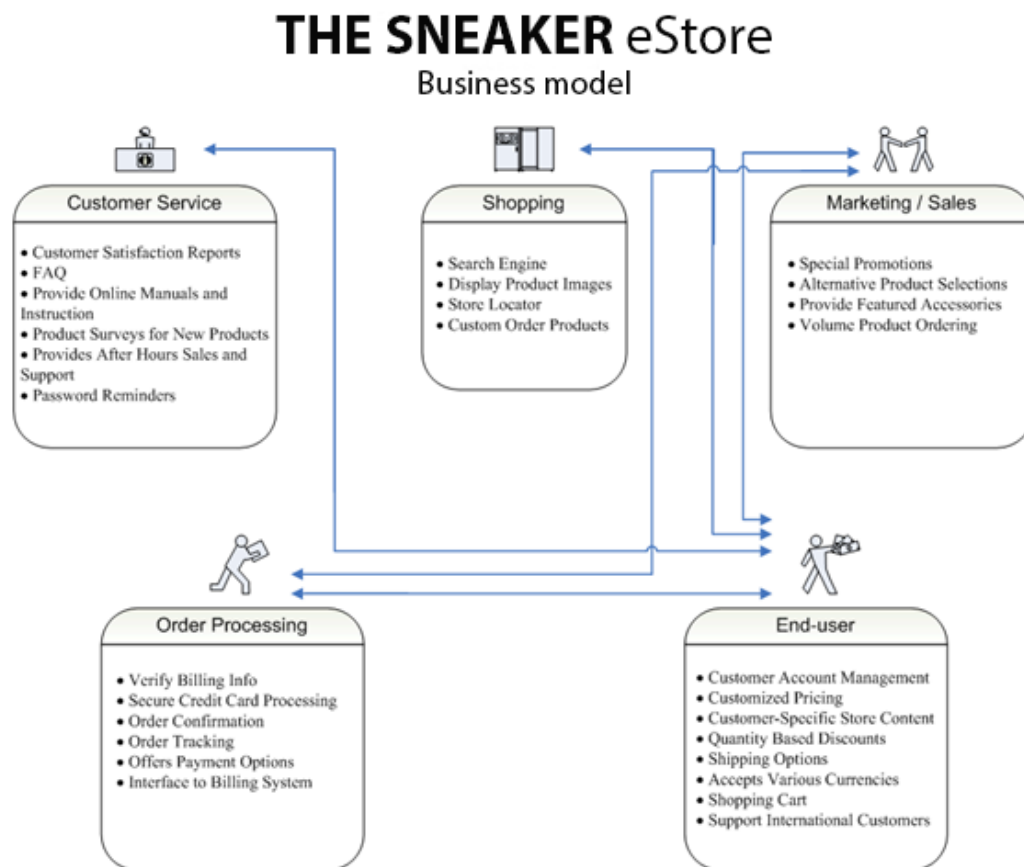 THE SNEAKER eStore
Business model
Customer Service
• Customer Satisfaction Reports
• FAQ
• Provide Online Manuals and
Instruction
• Product Surveys for New Products
• Provides After Hours Sales and
Support
• Password Reminders
Shopping
• Search Engine
• Display Product Images
• Store Locator
• Custom Order Products
Marketing / Sales
• Special Promotions
• Alternative Product Selections
• Provide Featured Accessories
• Volume Product Ordering
Order Processing
• Verify Billing Info
• Secure Credit Card Processing
• Order Confirmation
• Order Tracking
• Offers Payment Options
• Interface to Billing System
End-user
• Customer Account Management
• Customized Pricing
• Customer-Specific Store Content
• Quantity Based Discounts
• Shipping Options
• Accepts Various Currencies
• Shopping Cart
• Support International Customers